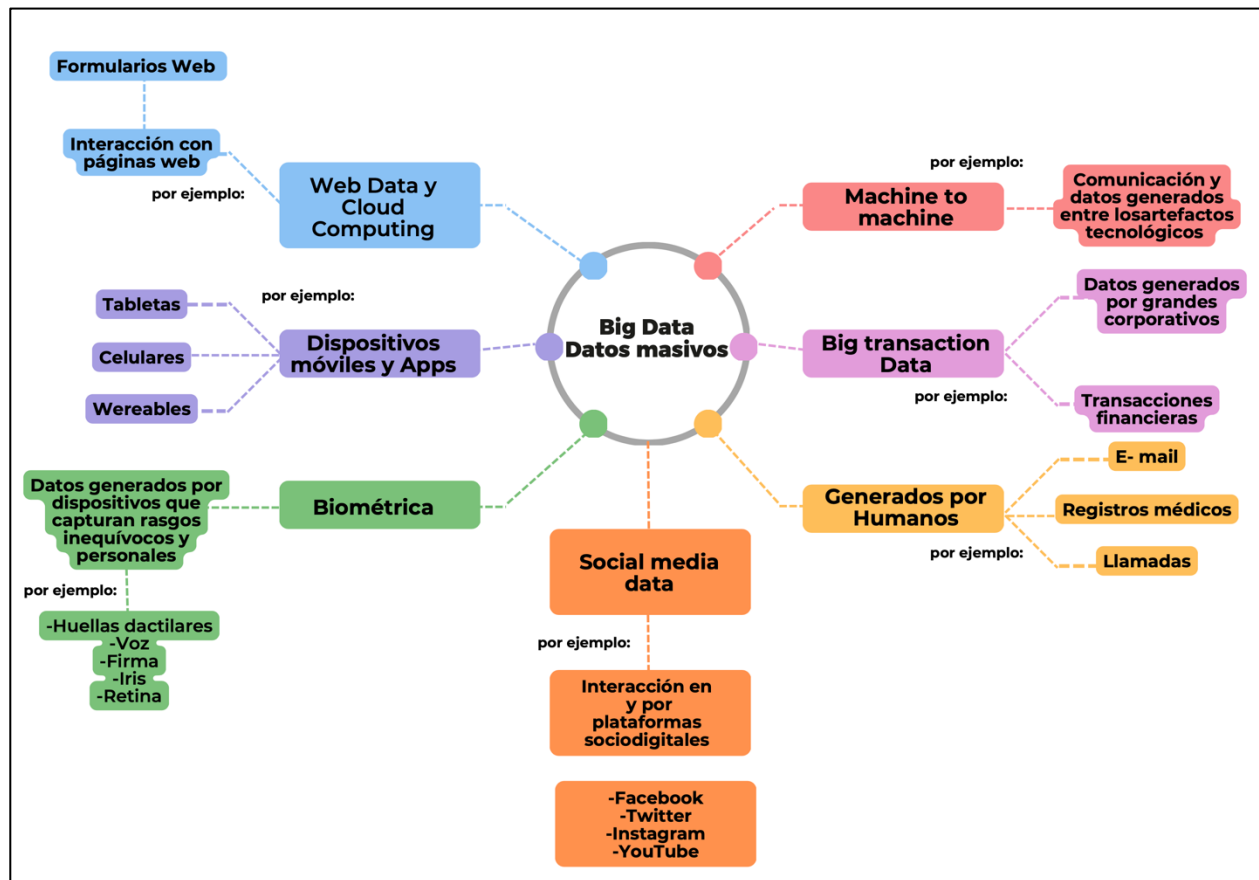 Formularios Web
Interacción con
páginas web
por ejemplo:
Web Data y
Cloud
Computing
Tabletas
Celulares
Wereables
por ejemplo:
Dispositivos
móviles y Apps
Datos generados por
dispositivos que
capturan rasgos
inequívocos y
personales
Biométrica
por ejemplo:
-Huellas dactilares
-Voz
-Firma
-Iris
-Retina
Big Data
Datos masivos
Social media
data
por ejemplo:
Interacción en
y por
plataformas
sociodigitales
-Facebook
-Twitter
-Instagram
-YouTube
Machine to
machine
por ejemplo:
Comunicación y
datos generados
entre losartefactos
tecnológicos
Big transaction
Data
por ejemplo:
Datos generados
por grandes
corporativos
Transacciones
financieras
Generados por
Humanos
por ejemplo:
E- mail
Registros médicos
Llamadas